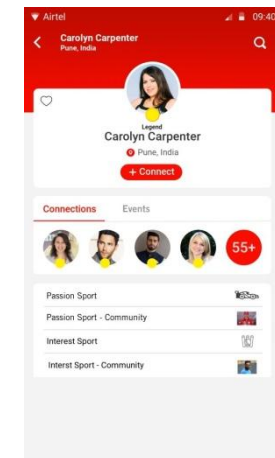 Airtel 09:40
Carolyn Carpenter
Pune, India
Legend
Carolyn Carpenter
Pune, India
+ Connect
Connections Events
55+
Passion Sport
Passion Sport - Community
Interest Sport
Interst Sport - Community